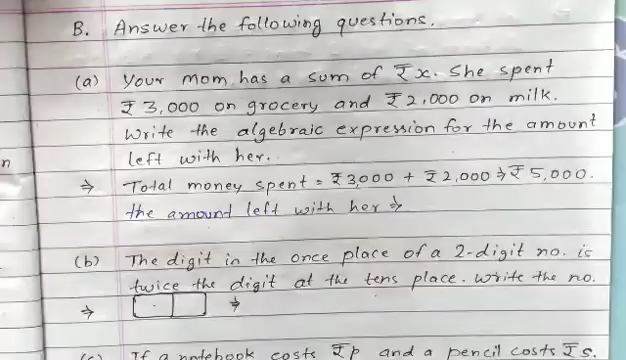 B. Answer the following questions.
(a) Your mom has a sum of ₹x. She spent
₹3,000 on grocery and ₹2,000 on milk.
Write the algebraic expression for the amount
left with her.
⇒ Total money spent = ₹3,000 + ₹2,000 ⇒ ₹5,000.
the amound left with her ⇒
n
(b) The digit in the once place of a 2-digit no. is
twice the digit at the tens place. Write the no.
⇒ ⇒
(c) If a notebook costs ₹p and a pencil costs ₹s.